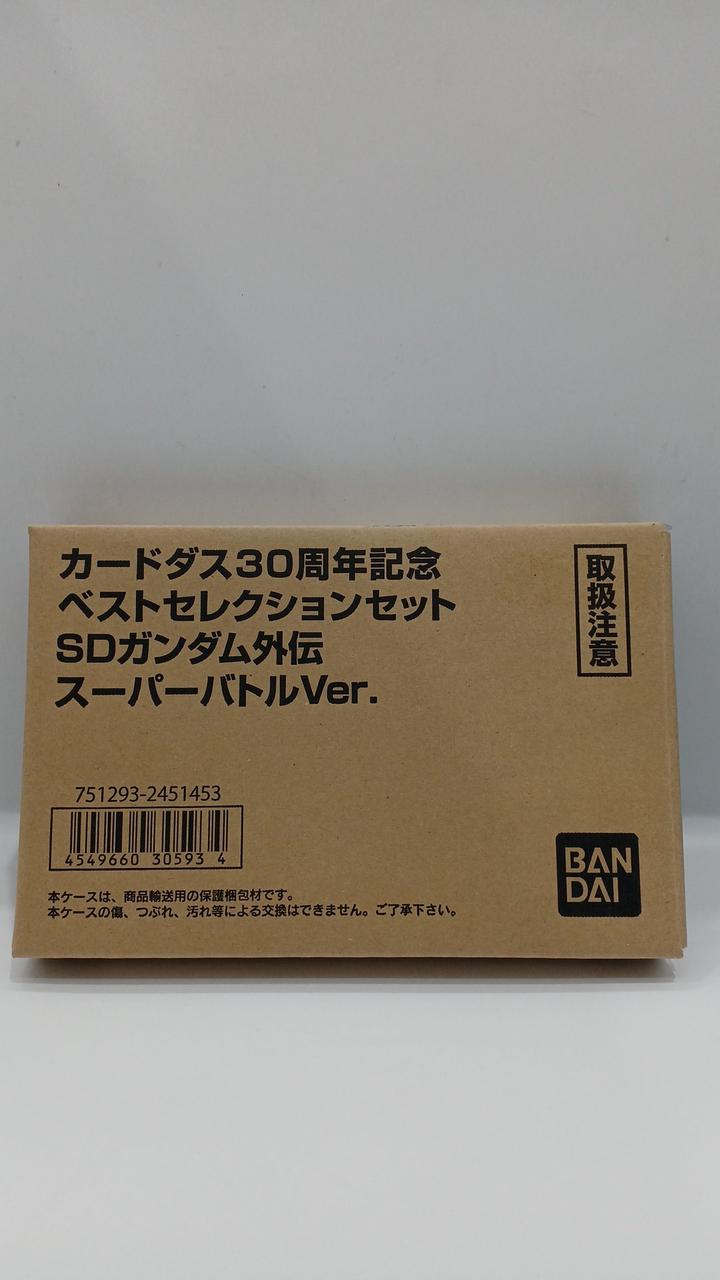 カードダス30周年記念
ベストセレクションセット
SDガンダム外伝
スーパーバトルVer.
取扱注意
751293-2451453
4549660 30593 4
本ケースは、商品輸送用の保護梱包材です。
本ケースの傷、つぶれ、汚れ等による交換はできません。ご了承下さい。
BAN
DAI